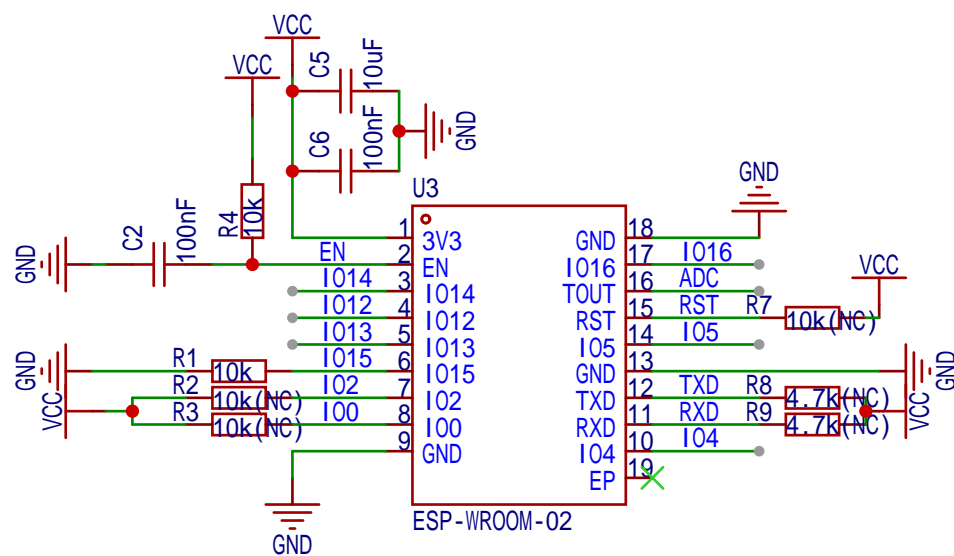 VCC
VCC
C5
10uF
C6
100nF
GND
U3
GND
GND
C2
100nF
R4
10k
1
3V3
EN
2
EN
IO14
3
IO14
IO12
4
IO12
IO13
5
IO13
GND
R1
10k
IO15
6
IO15
VCC
R2
10k(NC)
IO2
7
IO2
R3
10k(NC)
IO0
8
IO0
9
GND
GND
18
GND
17
IO16
IO16
16
TOUT
ADC
15
RST
RST
R7
10k(NC)
VCC
14
IO5
IO5
13
GND
GND
12
TXD
TXD
R8
4.7k(NC)
11
RXD
RXD
R9
4.7k(NC)
VCC
10
IO4
IO4
19
EP
ESP-WROOM-02